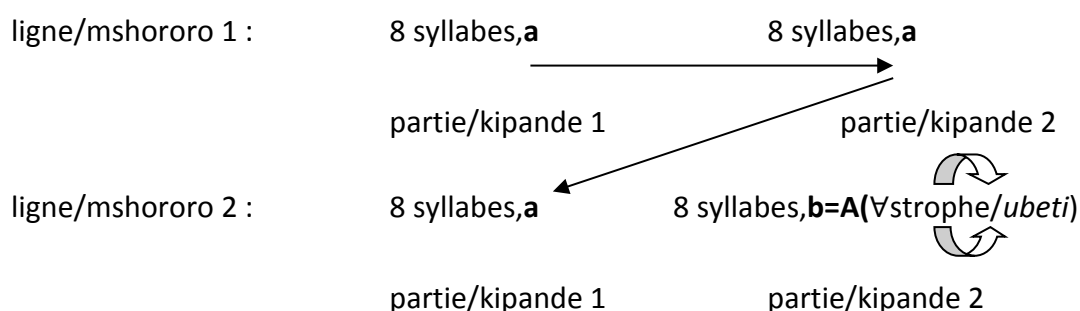 ligne/mshororo 1 : 8 syllabes,a 8 syllabes,a
partie/kipande 1 partie/kipande 2
ligne/mshororo 2 : 8 syllabes,a 8 syllabes,b=A(∀strophe/ubeti)
partie/kipande 1 partie/kipande 2